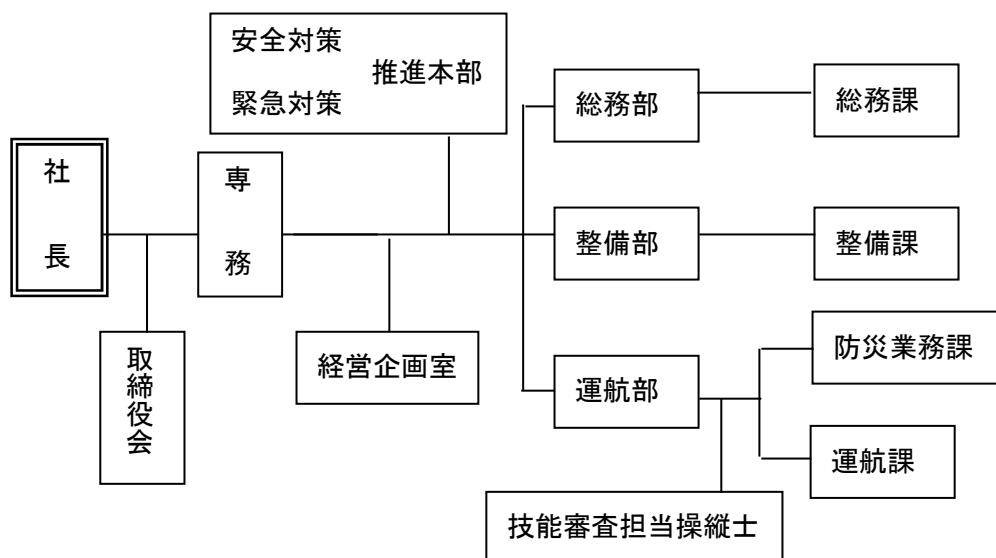 安全対策
推進本部
緊急対策
総務部
総務課
社長
専務
整備部
整備課
取締役会
経営企画室
運航部
防災業務課
運航課
技能審査担当操縦士